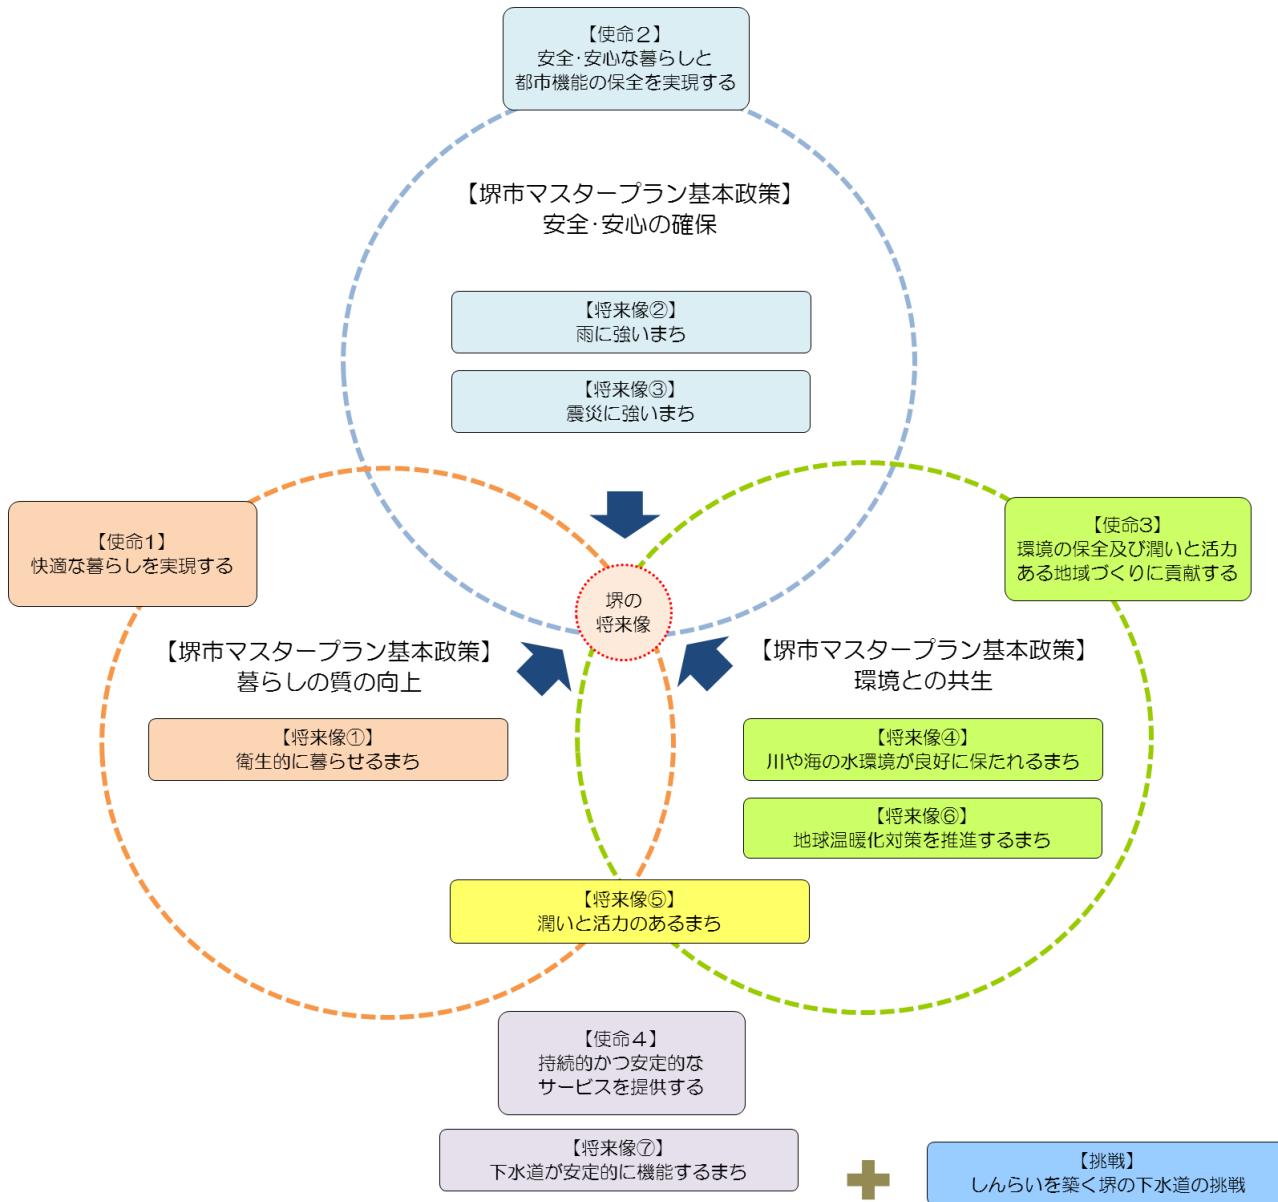 【使命2】
安全・安心な暮らしと
都市機能の保全を実現する
【堺市マスタープラン基本政策】
安全・安心の確保
【将来像②】
雨に強いまち
【将来像③】
震災に強いまち
【使命1】
快適な暮らしを実現する
【使命3】
環境の保全及び潤いと活力
ある地域づくりに貢献する
堺の
将来像
【堺市マスタープラン基本政策】
暮らしの質の向上
【堺市マスタープラン基本政策】
環境との共生
【将来像①】
衛生的に暮らせるまち
【将来像④】
川や海の水環境が良好に保たれるまち
【将来像⑥】
地球温暖化対策を推進するまち
【将来像⑤】
潤いと活力のあるまち
【使命4】
持続的かつ安定的な
サービスを提供する
【将来像⑦】
下水道が安定的に機能するまち
【挑戦】
しんらいを築く堺の下水道の挑戦